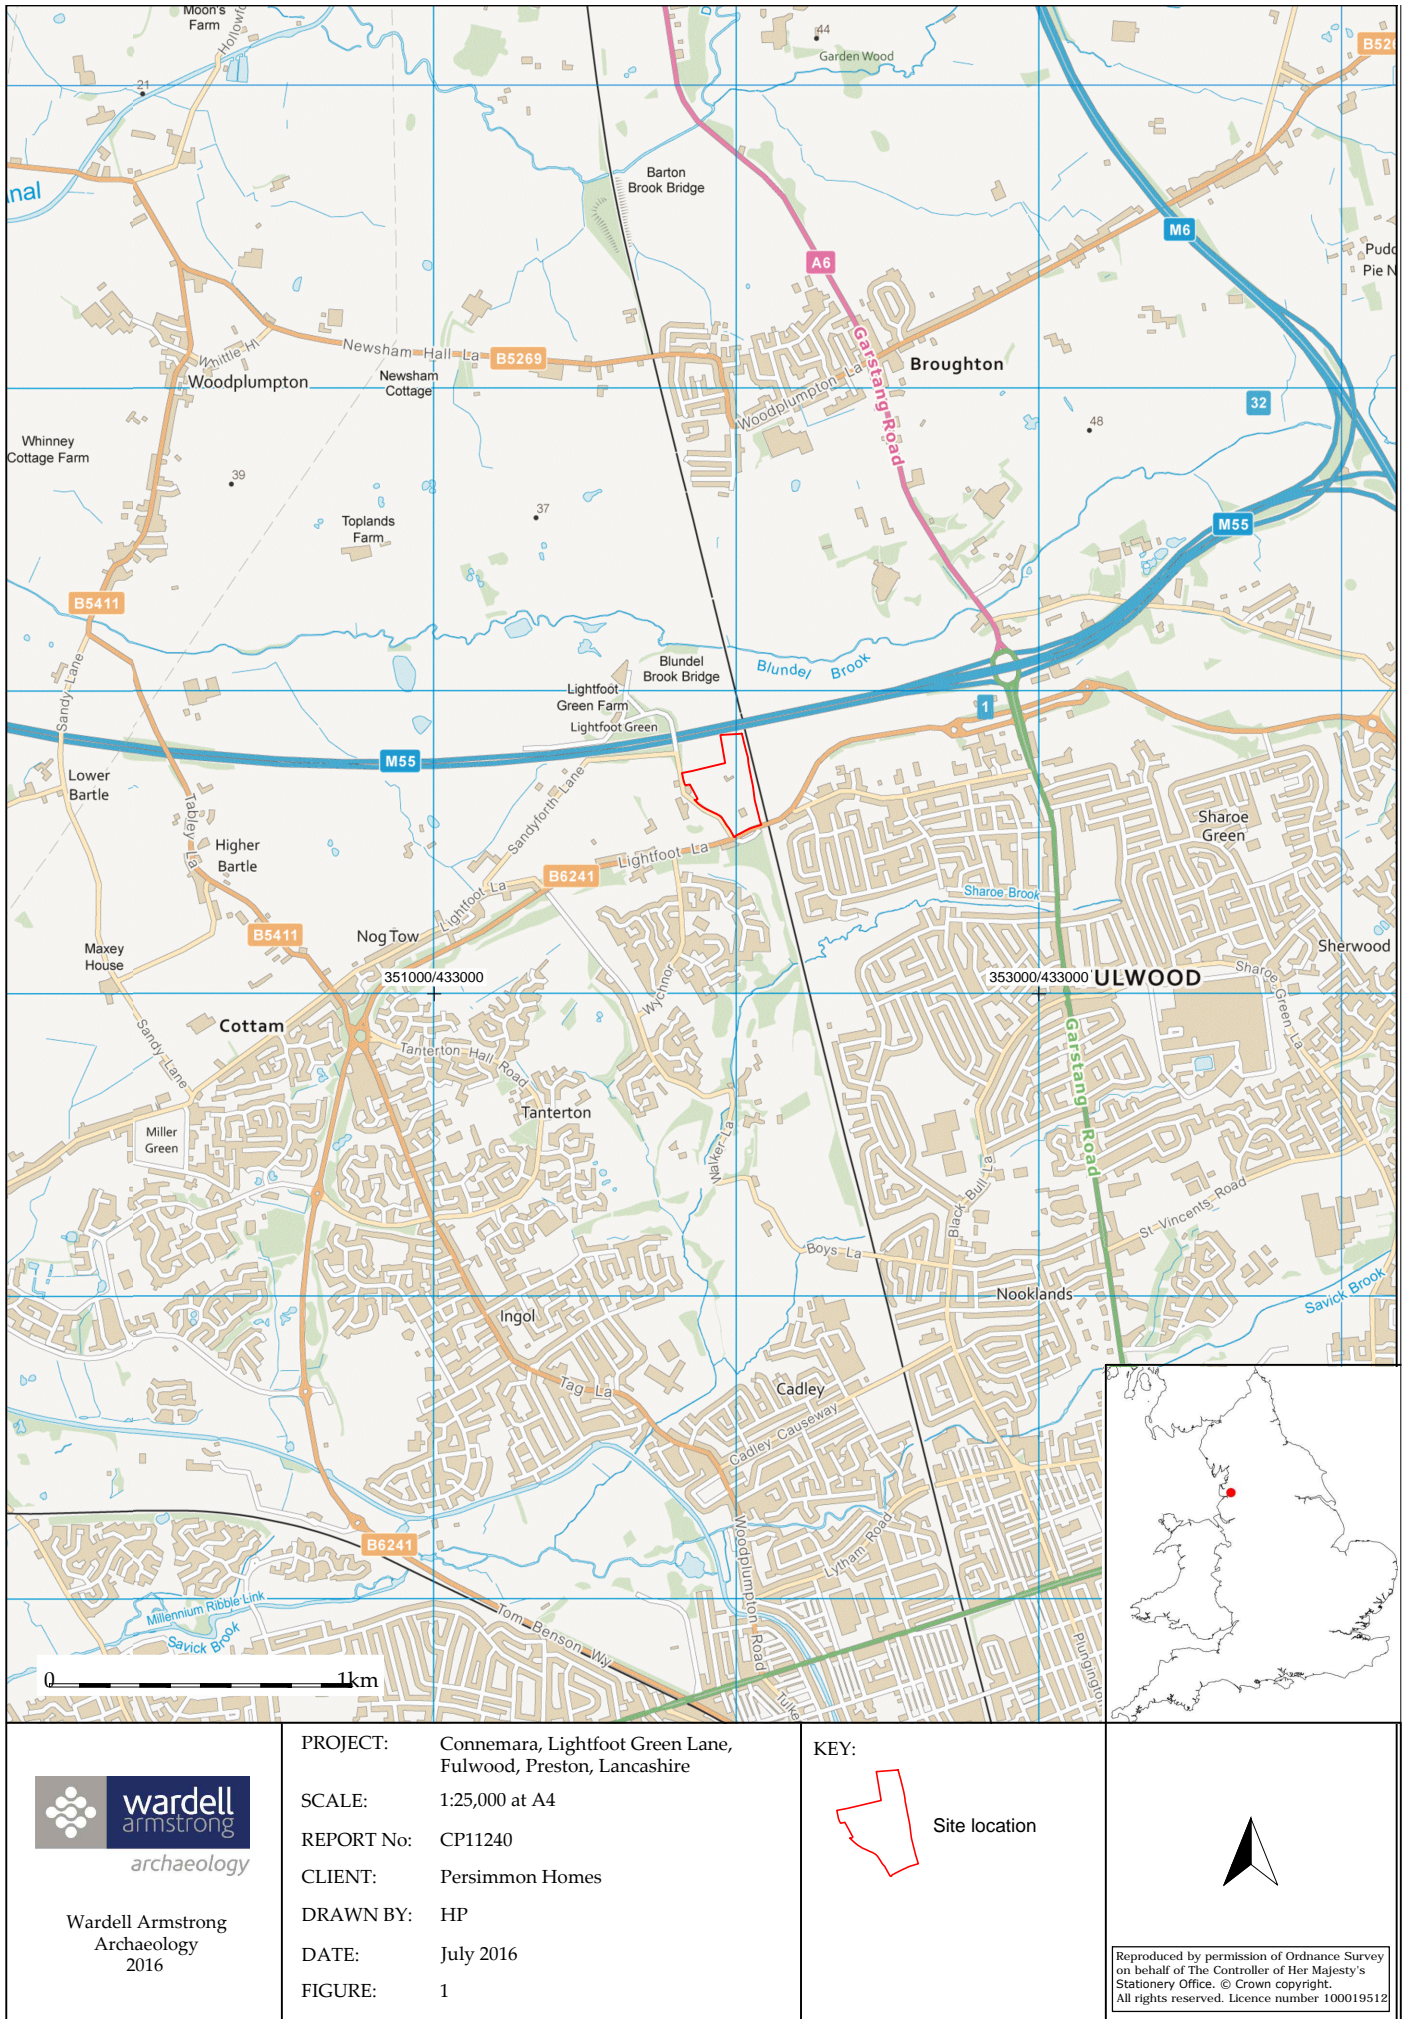 Moon's
Farm
Hollowfo
21
44
Garden Wood
B526
nal
Barton
Brook Bridge
M6
A6
Pudd
Pie N
Garstang Road
Whittle H
Woodplumpton
Newsham Hall La
B5269
Newsham
Cottage
Woodplumpton La
Broughton
32
48
Whinney
Cottage Farm
39
37
Toplands
Farm
M55
B5411
Sandy Lane
Blundel
Brook Bridge
Blundel Brook
Lightfoot
Green Farm
Lightfoot Green
1
M55
Lower
Bartle
Tabley La
Sandyforth Lane
Higher
Bartle
Lightfoot La
B6241
Sharoe
Green
Sharoe Brook
Lightfoot La
B5411
Nog Tow
Maxey
House
Sherwood
351000/433000
353000/433000
ULWOOD
Wychnor
Sharoe Green La
Cottam
Sandy Lane
Tanterton Hall Road
Garstang Road
Tanterton
Miller
Green
Walker La
Black Bull La
St Vincents Road
Boys La
Nooklands
Savick Brook
Ingol
Tag La
Cadley
Cadley Causeway
Lytham Road
Woodplumpton Road
B6241
Millennium Ribble Link
Savick Brook
Tom Benson Wy
Tulke
Plungington
0 1km
wardell
armstrong
archaeology
Wardell Armstrong
Archaeology
2016
PROJECT: Connemara, Lightfoot Green Lane,
Fulwood, Preston, Lancashire
SCALE: 1:25,000 at A4
REPORT No: CP11240
CLIENT: Persimmon Homes
DRAWN BY: HP
DATE: July 2016
FIGURE: 1
KEY:
Site location
Reproduced by permission of Ordnance Survey
on behalf of The Controller of Her Majesty's
Stationery Office. © Crown copyright.
All rights reserved. Licence number 100019512